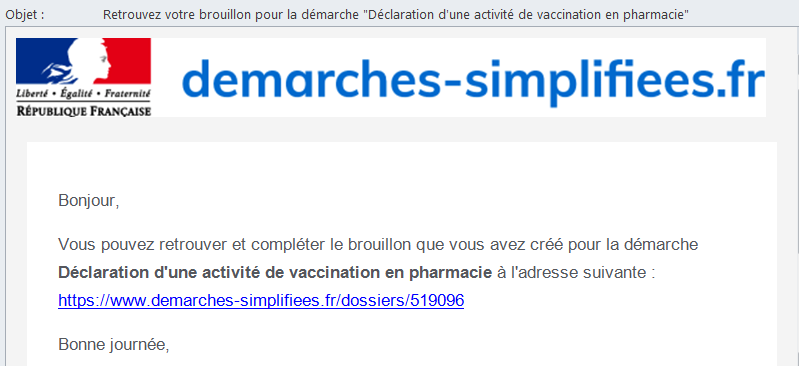 Objet : Retrouvez votre brouillon pour la démarche "Déclaration d'une activité de vaccination en pharmacie"
Liberté • Égalité • Fraternité
RÉPUBLIQUE FRANÇAISE
demarches-simplifiees.fr
Bonjour,
Vous pouvez retrouver et compléter le brouillon que vous avez créé pour la démarche
Déclaration d'une activité de vaccination en pharmacie à l'adresse suivante :
https://www.demarches-simplifiees.fr/dossiers/519096
Bonne journée,